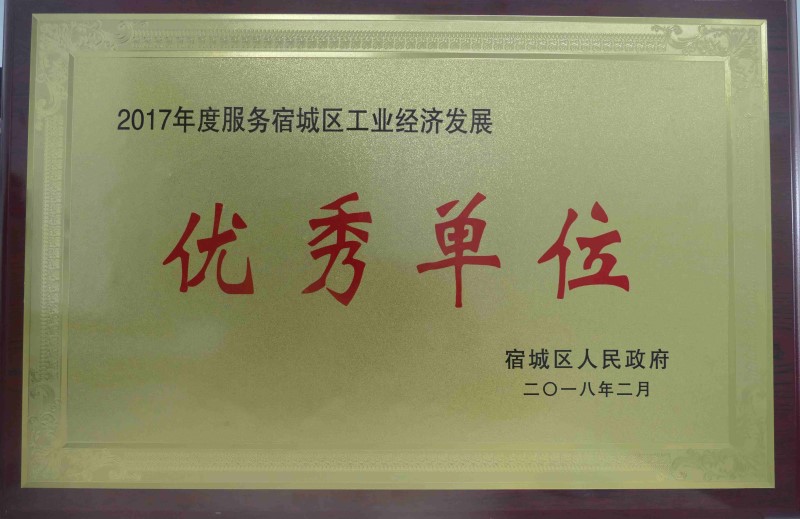 2017年度服务宿城区工业经济发展
优秀单位
宿城区人民政府
二〇一八年二月